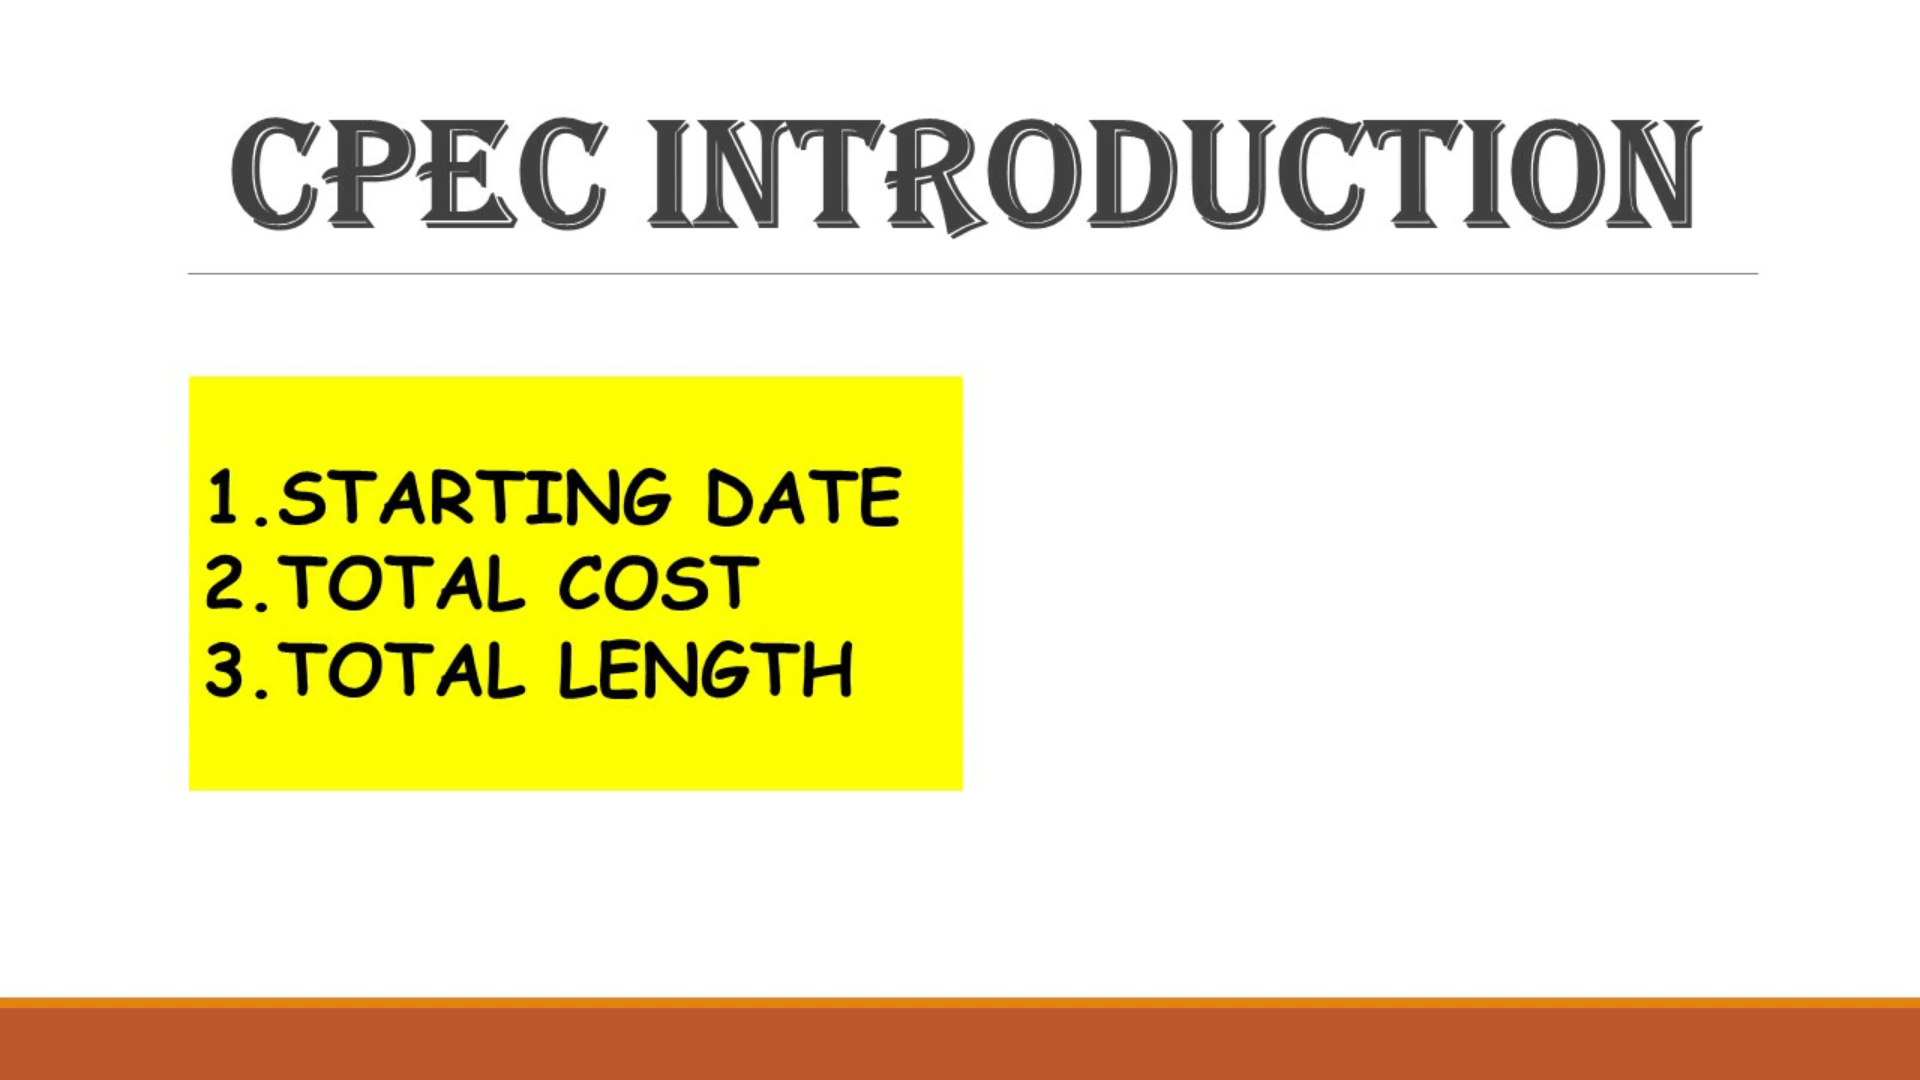 CPEC INTRODUCTION
1.STARTING DATE
2.TOTAL COST
3.TOTAL LENGTH